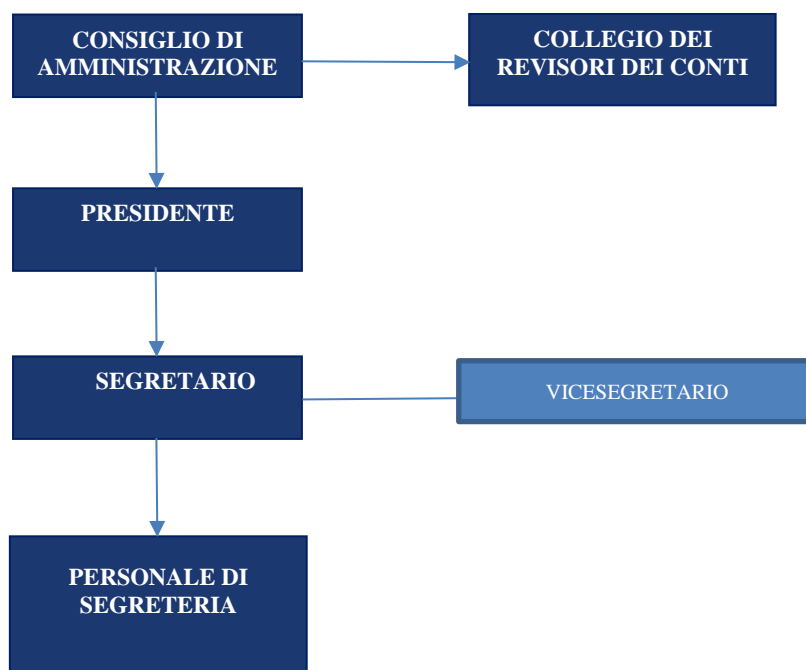 CONSIGLIO DI
AMMINISTRAZIONE
COLLEGIO DEI
REVISORI DEI CONTI
PRESIDENTE
SEGRETARIO
VICESEGRETARIO
PERSONALE DI
SEGRETERIA